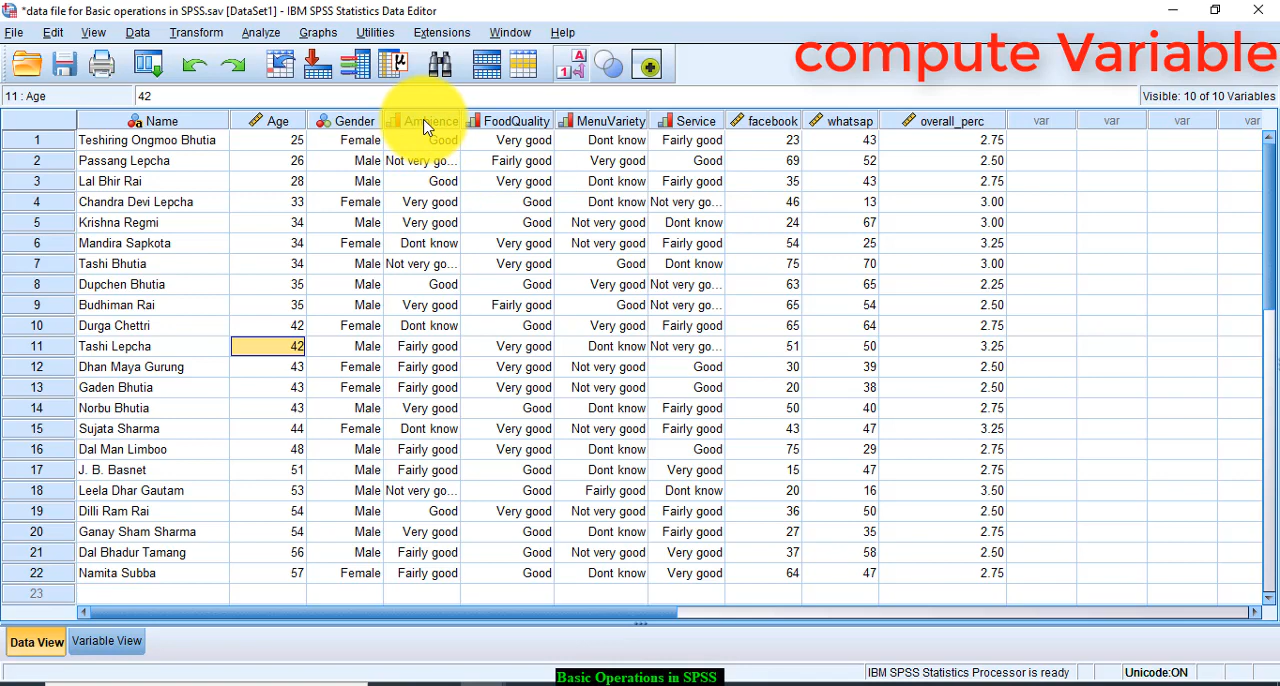 *data file for Basic operations in SPSS.sav [DataSet1] - IBM SPSS Statistics Data Editor
File Edit View Data Transform Analyze Graphs Utilities Extensions Window Help
compute Variable
11 : Age 42 Visible: 10 of 10 Variables
Name Age Gender Ambience FoodQuality MenuVariety Service facebook whatsap overall_perc var var var var
1 Teshiring Ongmoo Bhutia 25 Female Good Very good Dont know Fairly good 23 43 2.75
2 Passang Lepcha 26 Male Not very go... Fairly good Very good Good 69 52 2.50
3 Lal Bhir Rai 28 Male Good Very good Dont know Fairly good 35 43 2.75
4 Chandra Devi Lepcha 33 Female Very good Good Dont know Not very go... 46 13 3.00
5 Krishna Regmi 34 Male Very good Good Not very good Dont know 24 67 3.00
6 Mandira Sapkota 34 Female Dont know Very good Not very good Fairly good 54 25 3.25
7 Tashi Bhutia 34 Male Not very go... Very good Good Dont know 75 70 3.00
8 Dupchen Bhutia 35 Male Good Good Very good Not very go... 63 65 2.25
9 Budhiman Rai 35 Male Very good Fairly good Good Not very go... 65 54 2.50
10 Durga Chettri 42 Female Dont know Good Very good Fairly good 65 64 2.75
11 Tashi Lepcha 42 Male Fairly good Very good Dont know Not very go... 51 50 3.25
12 Dhan Maya Gurung 43 Female Fairly good Very good Not very good Good 30 39 2.50
13 Gaden Bhutia 43 Female Fairly good Very good Not very good Good 20 38 2.50
14 Norbu Bhutia 43 Male Very good Good Dont know Fairly good 50 40 2.75
15 Sujata Sharma 44 Female Dont know Very good Dont know Fairly good 43 47 3.25
16 Dal Man Limboo 48 Male Fairly good Very good Dont know Good 75 29 2.75
17 J. B. Basnet 51 Male Fairly good Good Dont know Very good 15 47 2.75
18 Leela Dhar Gautam 53 Male Not very go... Good Fairly good Dont know 20 16 3.50
19 Dilli Ram Rai 54 Male Good Very good Not very good Fairly good 36 50 2.50
20 Ganay Sham Sharma 54 Male Very good Good Dont know Fairly good 27 35 2.75
21 Dal Bhadur Tamang 56 Male Fairly good Good Not very good Very good 37 58 2.50
22 Namita Subba 57 Female Fairly good Good Dont know Very good 64 47 2.75
23
Data View Variable View
IBM SPSS Statistics Processor is ready Unicode:ON
Basic Operations in SPSS